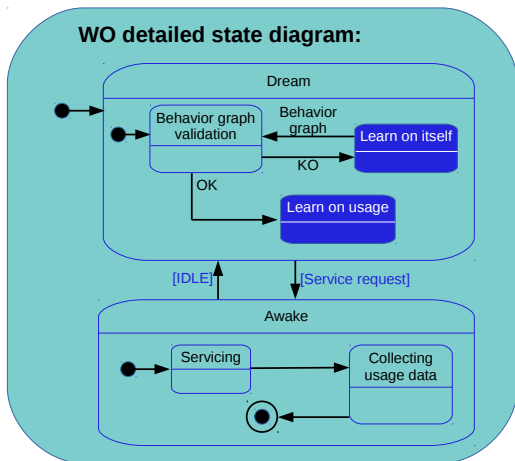 WO detailed state diagram:
Dream
Behavior graph
validation
Behavior
graph
Learn on itself
KO
OK
Learn on usage
[IDLE]
[Service request]
Awake
Servicing
Collecting
usage data